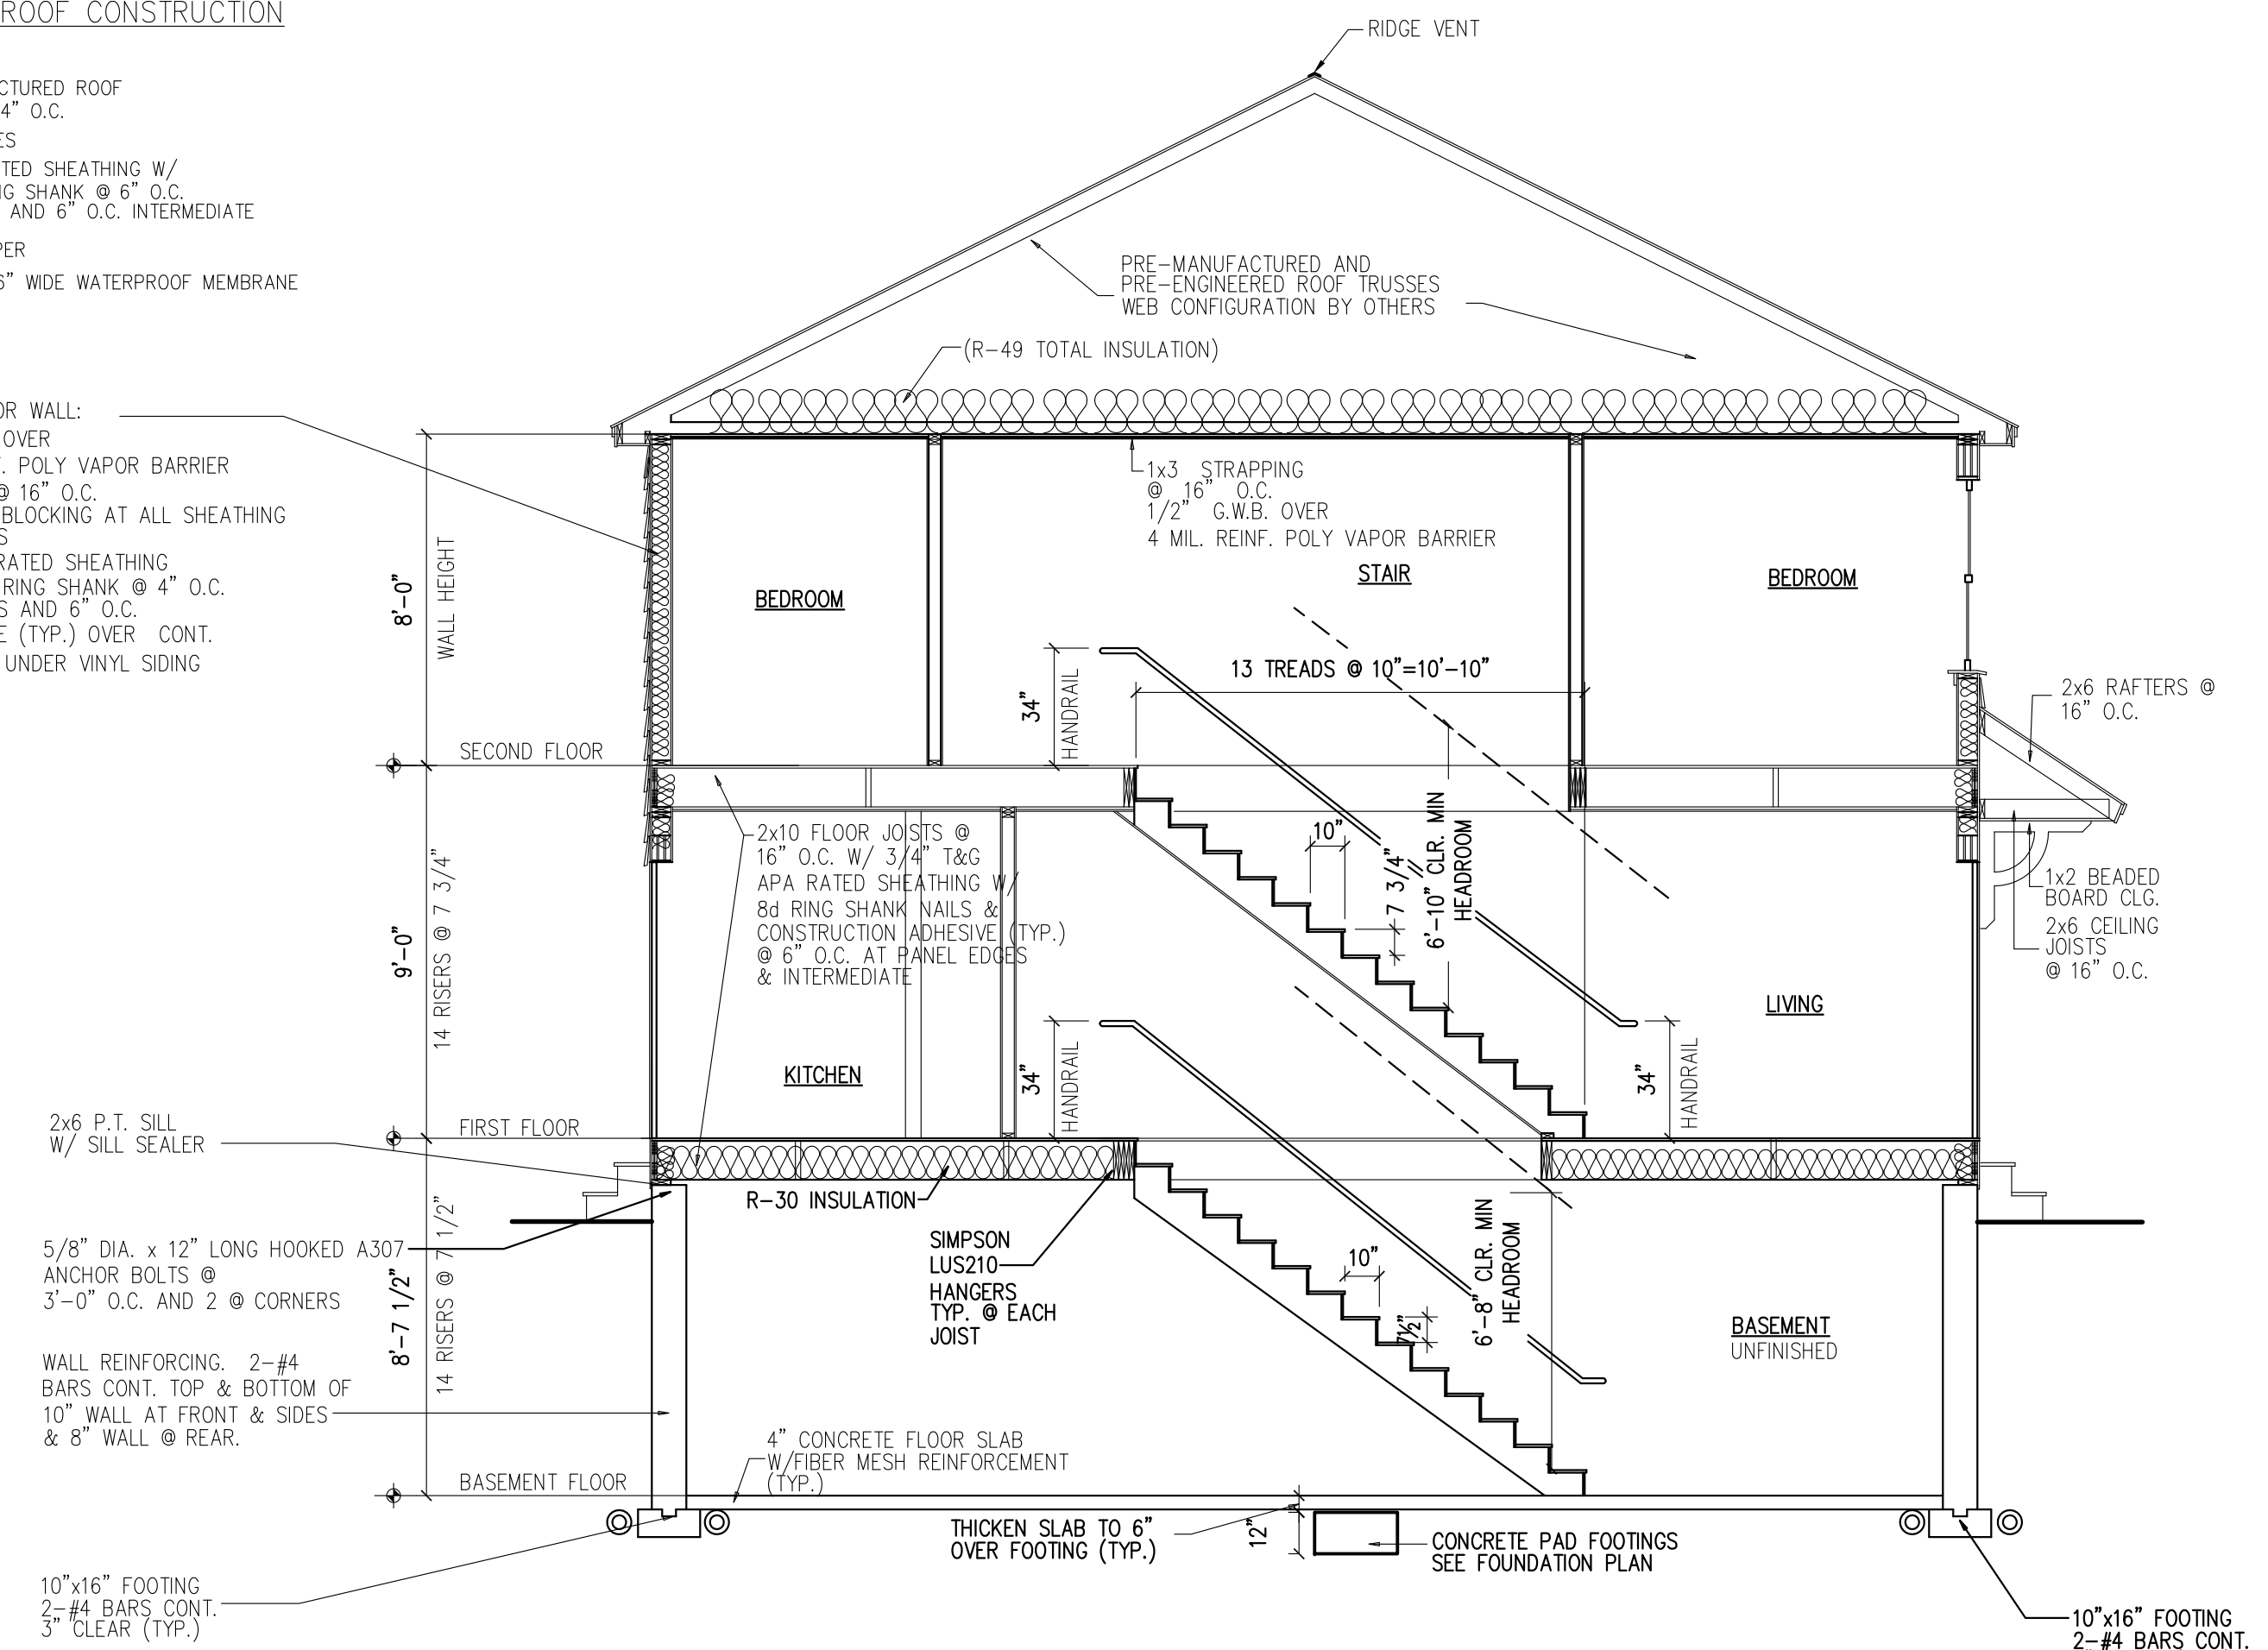 ROOF CONSTRUCTION
CTURED ROOF
4" O.C.
ES
TED SHEATHING W/
NG SHANK @ 6" O.C.
AND 6" O.C. INTERMEDIATE
PER
6" WIDE WATERPROOF MEMBRANE
OR WALL:
OVER
. POLY VAPOR BARRIER
@ 16" O.C.
BLOCKING AT ALL SHEATHING
S
RATED SHEATHING
RING SHANK @ 4" O.C.
S AND 6" O.C.
E (TYP.) OVER CONT.
UNDER VINYL SIDING
RIDGE VENT
PRE-MANUFACTURED AND
PRE-ENGINEERED ROOF TRUSSES
WEB CONFIGURATION BY OTHERS
(R-49 TOTAL INSULATION)
1x3 STRAPPING
@ 16" O.C.
1/2" G.W.B. OVER
4 MIL. REINF. POLY VAPOR BARRIER
8'-0"
WALL HEIGHT
BEDROOM
STAIR
BEDROOM
13 TREADS @ 10"=10'-10"
34"
HANDRAIL
2x6 RAFTERS @
16" O.C.
SECOND FLOOR
2x10 FLOOR JOISTS @
16" O.C. W/ 3/4" T&G
APA RATED SHEATHING W/
8d RING SHANK NAILS &
CONSTRUCTION ADHESIVE (TYP.)
@ 6" O.C. AT PANEL EDGES
& INTERMEDIATE
10"
7 3/4"
6'-10" CLR. MIN
HEADROOM
1x2 BEADED
BOARD CLG.
2x6 CEILING
JOISTS
@ 16" O.C.
9'-0"
14 RISERS @ 7 3/4"
KITCHEN
34"
HANDRAIL
LIVING
34"
HANDRAIL
2x6 P.T. SILL
W/ SILL SEALER
FIRST FLOOR
R-30 INSULATION
SIMPSON
LUS210
HANGERS
TYP. @ EACH
JOIST
10"
7½"
6'-8" CLR. MIN
HEADROOM
BASEMENT
UNFINISHED
5/8" DIA. x 12" LONG HOOKED A307
ANCHOR BOLTS @
3'-0" O.C. AND 2 @ CORNERS
8'-7 1/2"
14 RISERS @ 7 1/2"
WALL REINFORCING. 2-#4
BARS CONT. TOP & BOTTOM OF
10" WALL AT FRONT & SIDES
& 8" WALL @ REAR.
4" CONCRETE FLOOR SLAB
W/FIBER MESH REINFORCEMENT
(TYP.)
BASEMENT FLOOR
THICKEN SLAB TO 6"
OVER FOOTING (TYP.)
12"
CONCRETE PAD FOOTINGS
SEE FOUNDATION PLAN
10"x16" FOOTING
2-#4 BARS CONT.
3" CLEAR (TYP.)
10"x16" FOOTING
2-#4 BARS CONT.